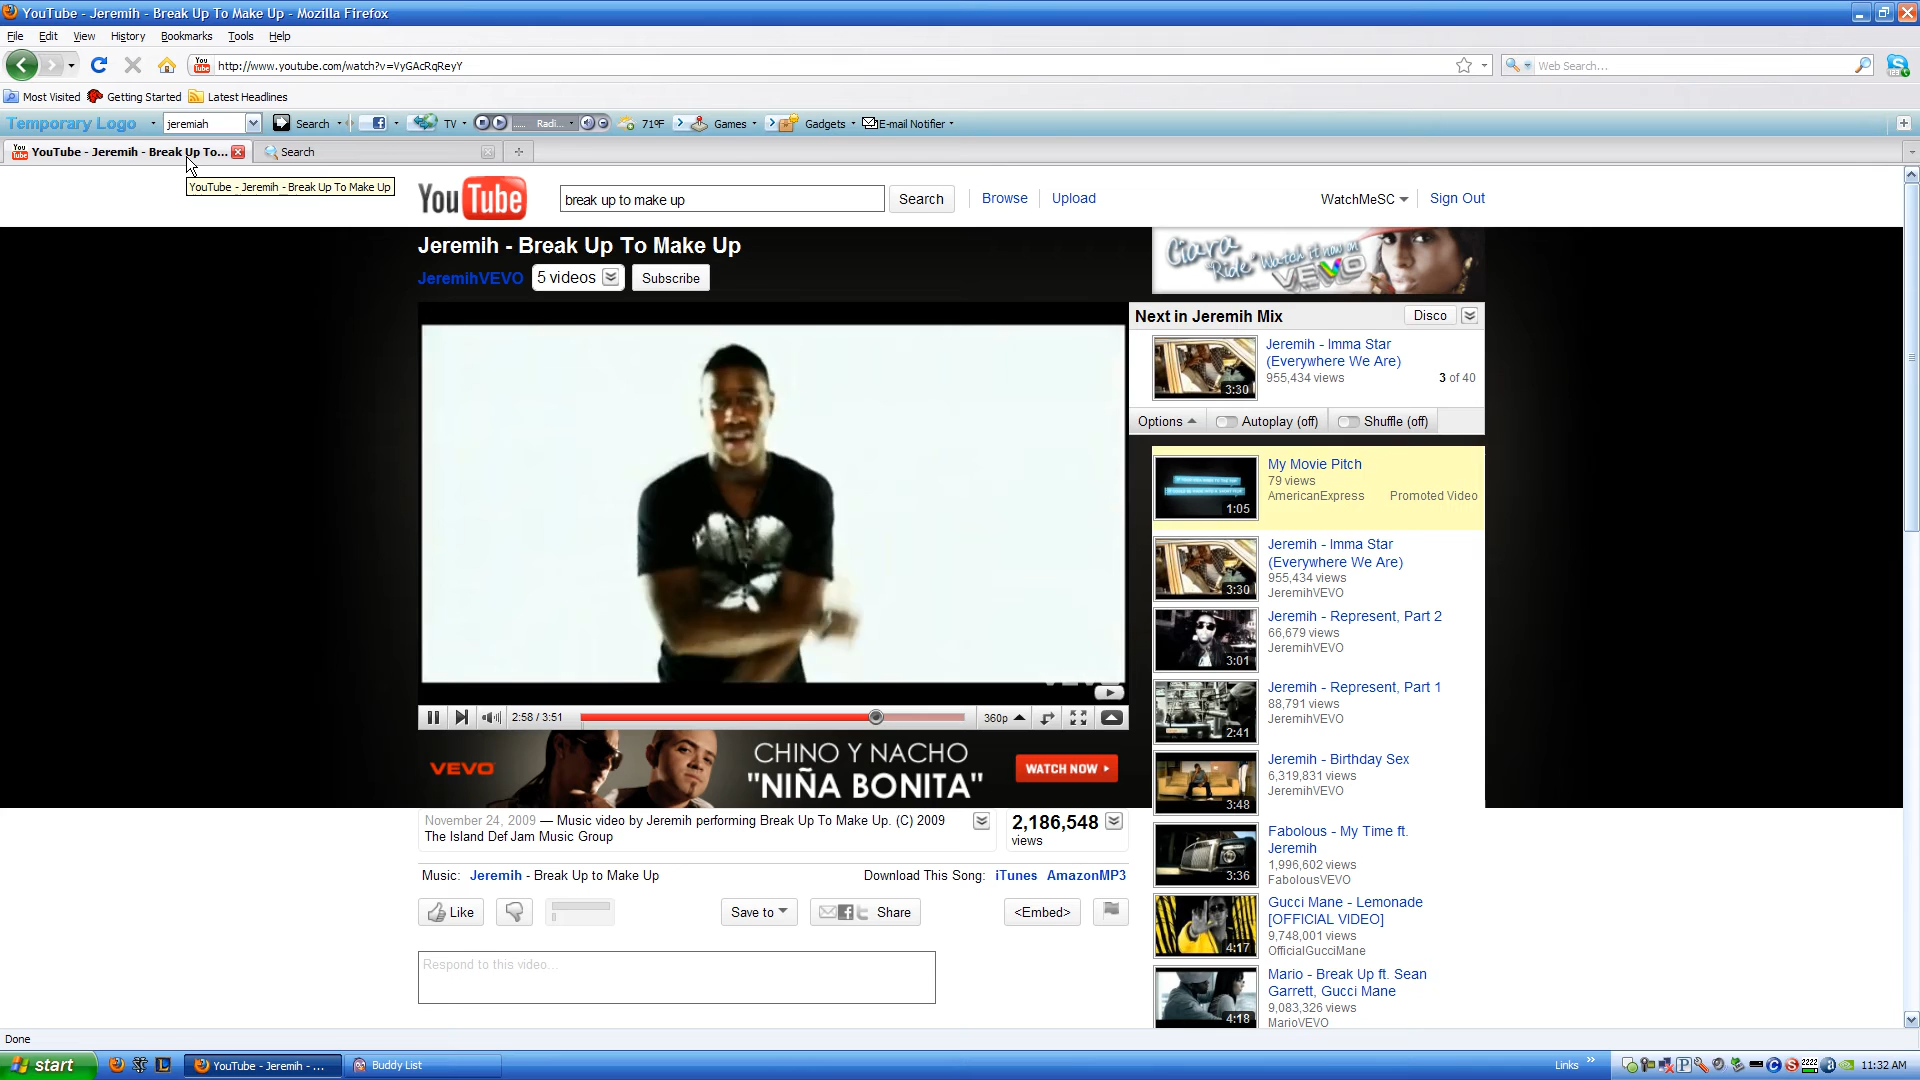 YouTube - Jeremih - Break Up To Make Up - Mozilla Firefox
File Edit View History Bookmarks Tools Help
http://www.youtube.com/watch?v=VyGAcRqReyY
Web Search...
Most Visited Getting Started Latest Headlines
Temporary Logo jeremiah Search TV Radi... 71°F Games Gadgets E-mail Notifier
YouTube - Jeremih - Break Up To... Search
YouTube - Jeremih - Break Up To Make Up
YouTube break up to make up Search Browse Upload WatchMeSC Sign Out
Jeremih - Break Up To Make Up
JeremihVEVO 5 videos Subscribe
Ciara "Ride" Watch it now on VEVO
Next in Jeremih Mix Disco
Jeremih - Imma Star
(Everywhere We Are)
955,434 views 3 of 40
3:30
Options Autoplay (off) Shuffle (off)
My Movie Pitch
79 views
AmericanExpress Promoted Video
1:05
Jeremih - Imma Star
(Everywhere We Are)
955,434 views
JeremihVEVO
3:30
Jeremih - Represent, Part 2
66,679 views
JeremihVEVO
3:01
Jeremih - Represent, Part 1
88,791 views
JeremihVEVO
2:41
Jeremih - Birthday Sex
6,319,831 views
JeremihVEVO
3:48
Fabolous - My Time ft.
Jeremih
1,996,602 views
FabolousVEVO
3:36
Gucci Mane - Lemonade
[OFFICIAL VIDEO]
9,748,001 views
OfficialGucciMane
4:17
Mario - Break Up ft. Sean
Garrett, Gucci Mane
9,083,326 views
MarioVEVO
4:18
2:58 / 3:51 360p
VEVO CHINO Y NACHO
"NIÑA BONITA" WATCH NOW
November 24, 2009 — Music video by Jeremih performing Break Up To Make Up. (C) 2009
The Island Def Jam Music Group
2,186,548
views
Music: Jeremih - Break Up to Make Up Download This Song: iTunes AmazonMP3
Like Save to Share <Embed>
Respond to this video...
Done
start YouTube - Jeremih - ... Buddy List Links 2222 11:32 AM